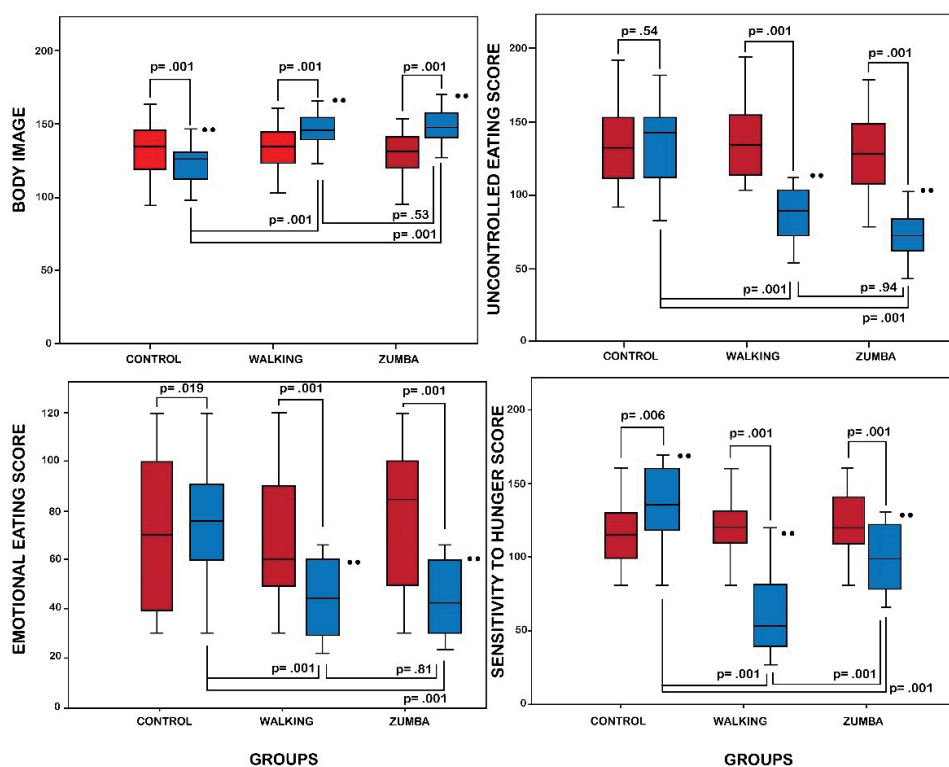 BODY IMAGE
200
150
100
50
0
p= .001
p= .001
p= .001
p= .001
p= .53
p= .001
CONTROL
WALKING
ZUMBA
UNCONTROLLED EATING SCORE
200
150
100
50
0
p= .54
p= .001
p= .001
p= .001
p= .94
p= .001
CONTROL
WALKING
ZUMBA
EMOTIONAL EATING SCORE
120
100
80
60
40
20
0
p= .019
p= .001
p= .001
p= .001
p= .81
p= .001
CONTROL
WALKING
ZUMBA
GROUPS
SENSITIVITY TO HUNGER SCORE
200
150
100
50
0
p= .006
p= .001
p= .001
p= .001
p= .001
p= .001
CONTROL
WALKING
ZUMBA
GROUPS